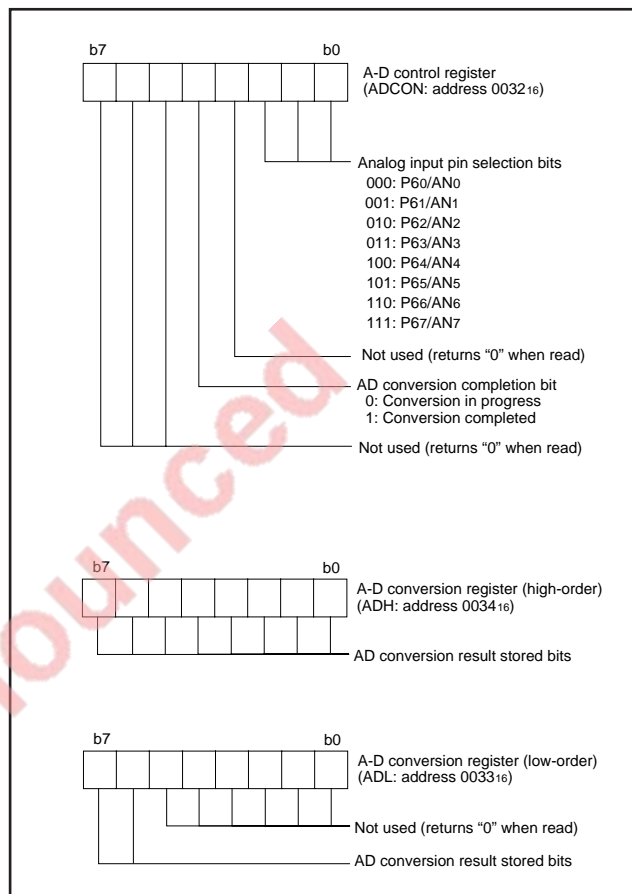 b7 b0
A-D control register
(ADCON: address 003216)
Analog input pin selection bits
000: P60/AN0
001: P61/AN1
010: P62/AN2
011: P63/AN3
100: P64/AN4
101: P65/AN5
110: P66/AN6
111: P67/AN7
Not used (returns “0” when read)
AD conversion completion bit
0: Conversion in progress
1: Conversion completed
Not used (returns “0” when read)
b7 b0
A-D conversion register (high-order)
(ADH: address 003416)
AD conversion result stored bits
b7 b0
A-D conversion register (low-order)
(ADL: address 003316)
Not used (returns “0” when read)
AD conversion result stored bits
ounced